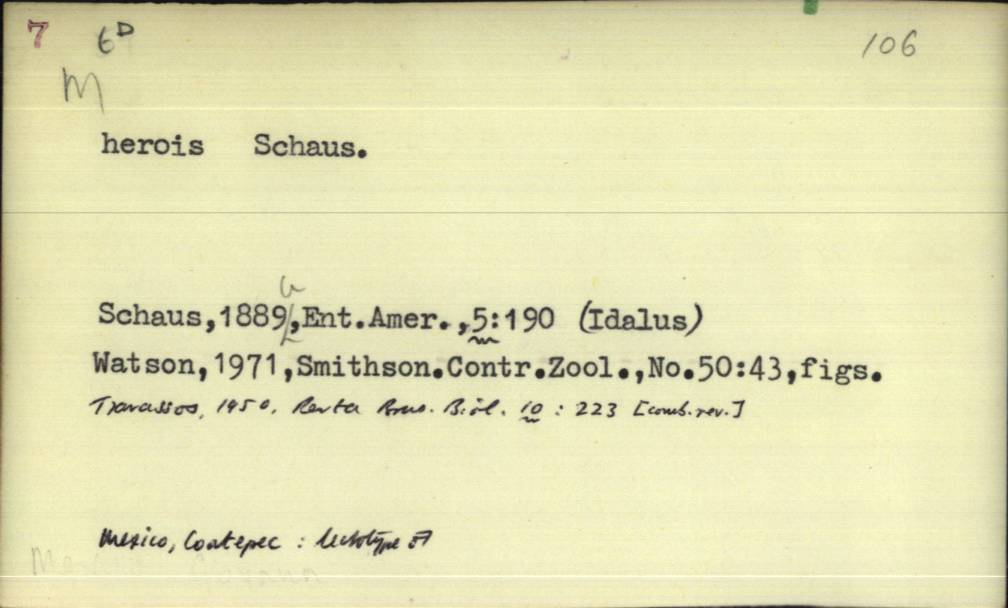 7 6D 106
M
herois Schaus.
a
Schaus,1889,Ent.Amer.,5:190 (Idalus)
Watson,1971,Smithson.Contr.Zool.,No.50:43,figs.
Travassos, 1950. Revta Bras. Biol. 10 : 223 [comb.rev.]
Mexico, Coatepec : lectotype ♂